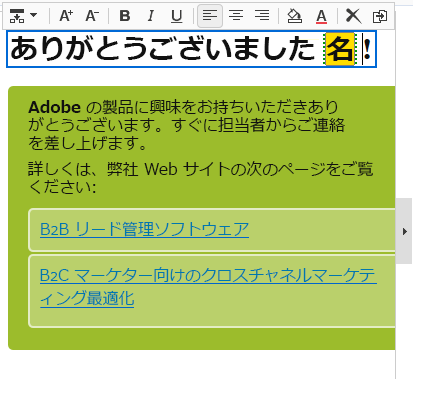 A+ A- B I U A
ありがとうございました 名 !
Adobe の製品に興味をお持ちいただきあり
がとうございます。すぐに担当者からご連絡
を差し上げます。
詳しくは、弊社 Web サイトの次のページをご覧
ください:
B2B リード管理ソフトウェア
B2C マーケター向けのクロスチャネルマーケテ
ィング最適化